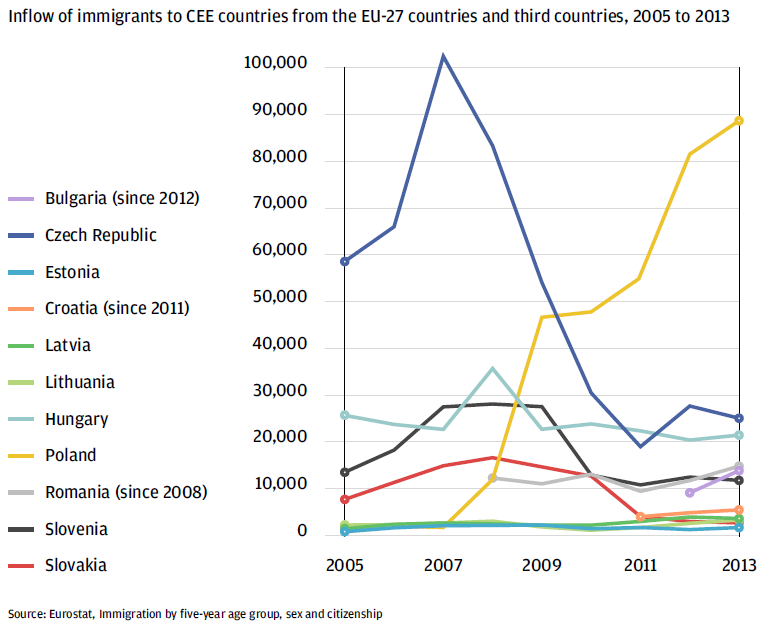 Inflow of immigrants to CEE countries from the EU-27 countries and third countries, 2005 to 2013
100,000
90,000
80,000
70,000
60,000
50,000
40,000
30,000
20,000
10,000
0
Bulgaria (since 2012)
Czech Republic
Estonia
Croatia (since 2011)
Latvia
Lithuania
Hungary
Poland
Romania (since 2008)
Slovenia
Slovakia
2005 2007 2009 2011 2013
Source: Eurostat, Immigration by five-year age group, sex and citizenship